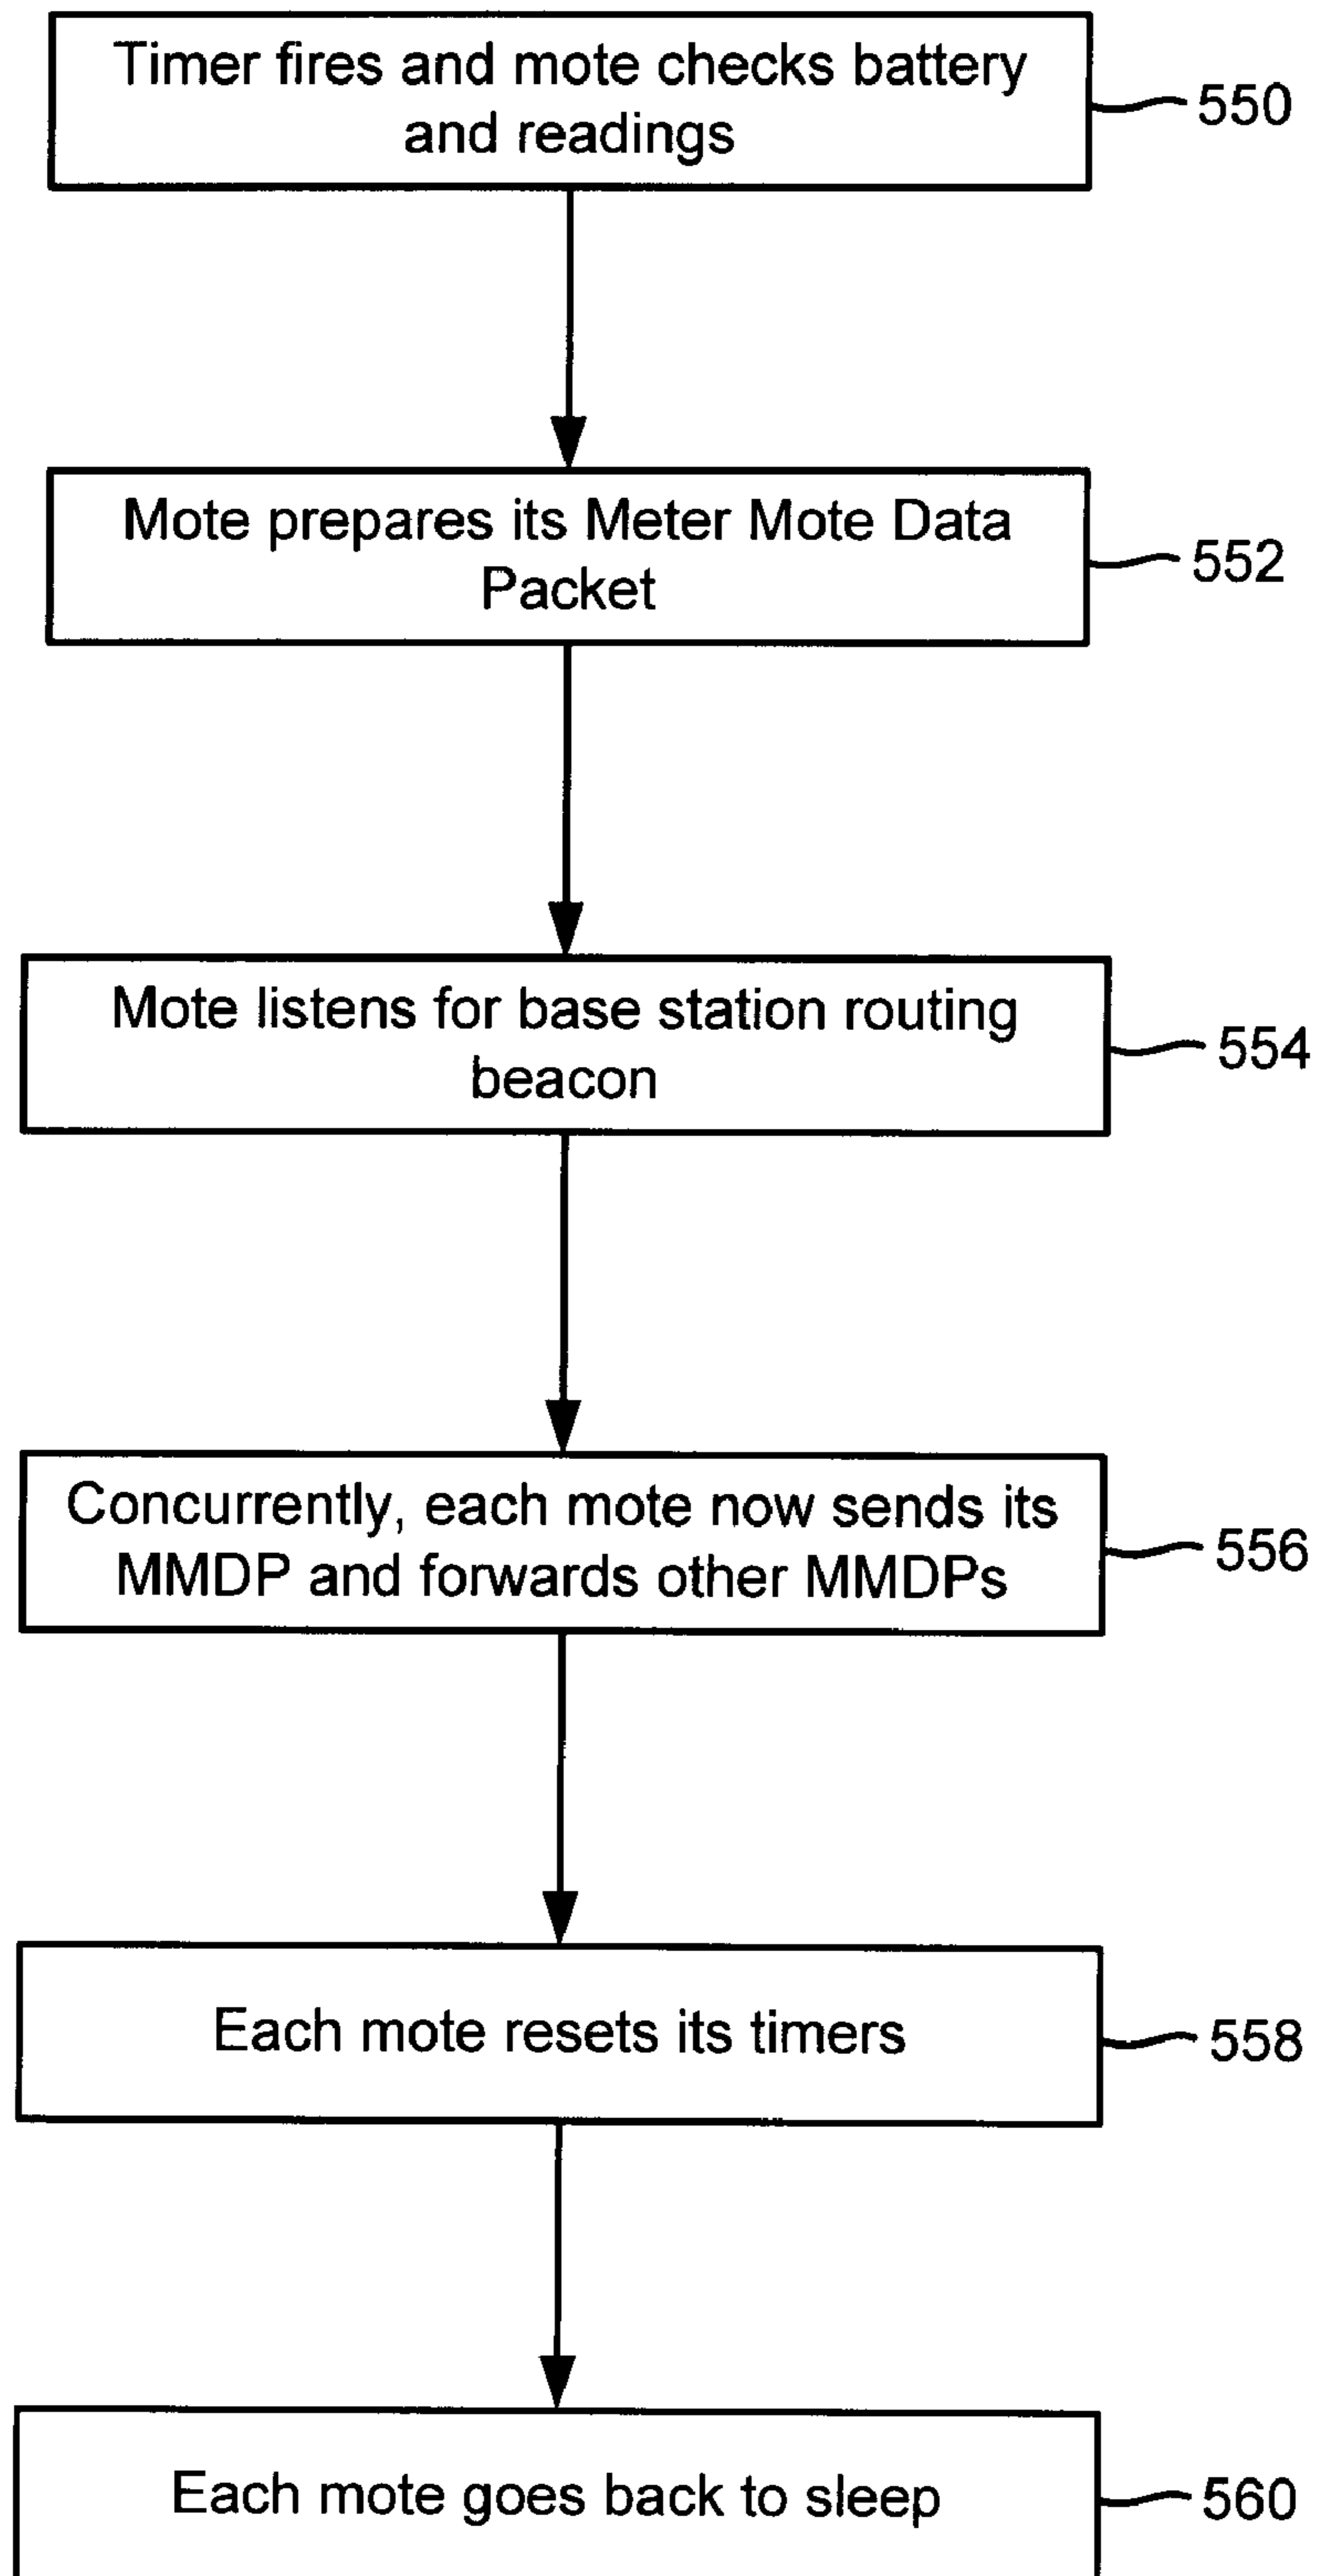 Timer fires and mote checks battery
and readings
550
Mote prepares its Meter Mote Data
Packet
552
Mote listens for base station routing
beacon
554
Concurrently, each mote now sends its
MMDP and forwards other MMDPs
556
Each mote resets its timers
558
Each mote goes back to sleep
560